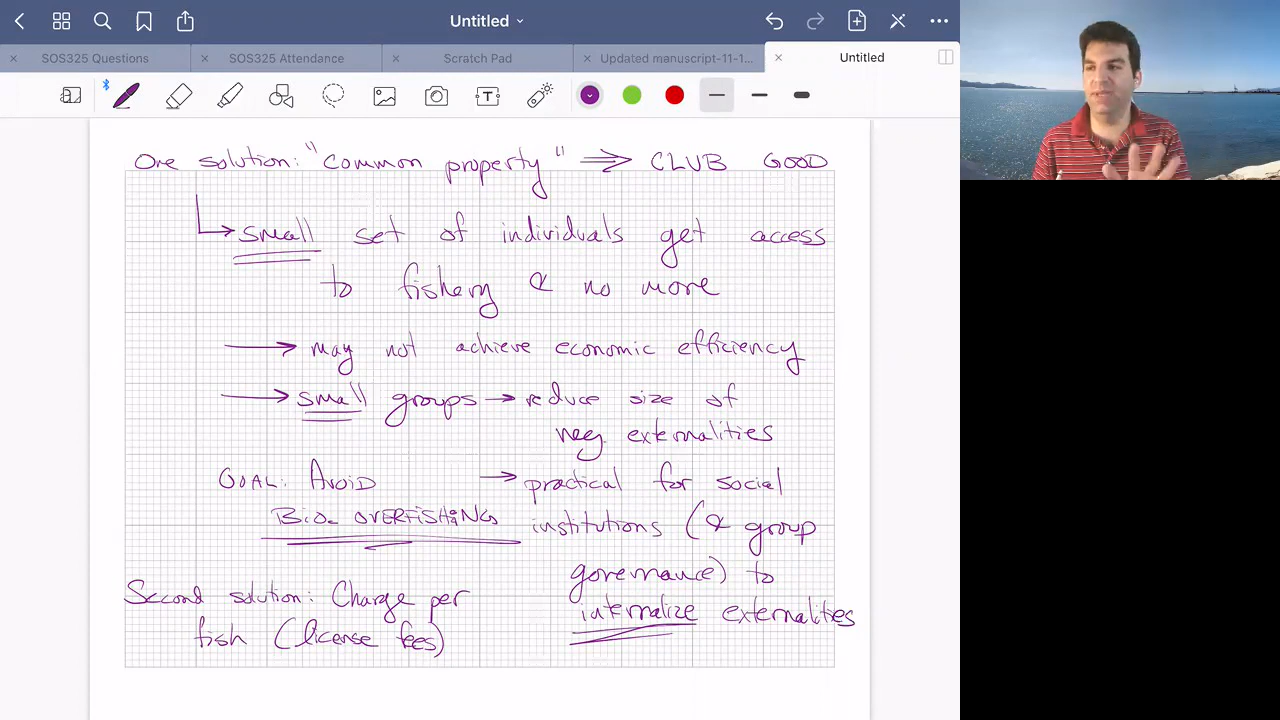 Untitled
SOS325 Questions
SOS325 Attendance
Scratch Pad
Updated manuscript-11-1...
Untitled
One solution: "common property" ⇒ CLUB GOOD
↳ small set of individuals get access
to fishery & no more
→ may not achieve economic efficiency
→ small groups → reduce size of
neg. externalities
GOAL: AVOID → practical for social
BIO. OVERFISHING institutions (& group
governance) to
Second solution: Charge per internalize externalities
fish (license fees)